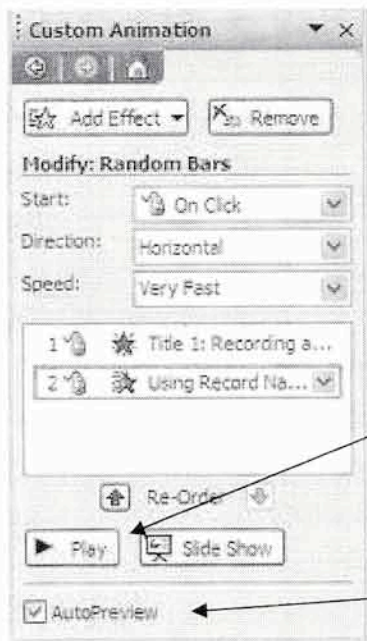 Custom Animation
Add Effect Remove
Modify: Random Bars
Start: On Click
Direction: Horizontal
Speed: Very Fast
1 Title 1: Recording a...
2 Using Record Na...
Re-Order
Play Slide Show
AutoPreview